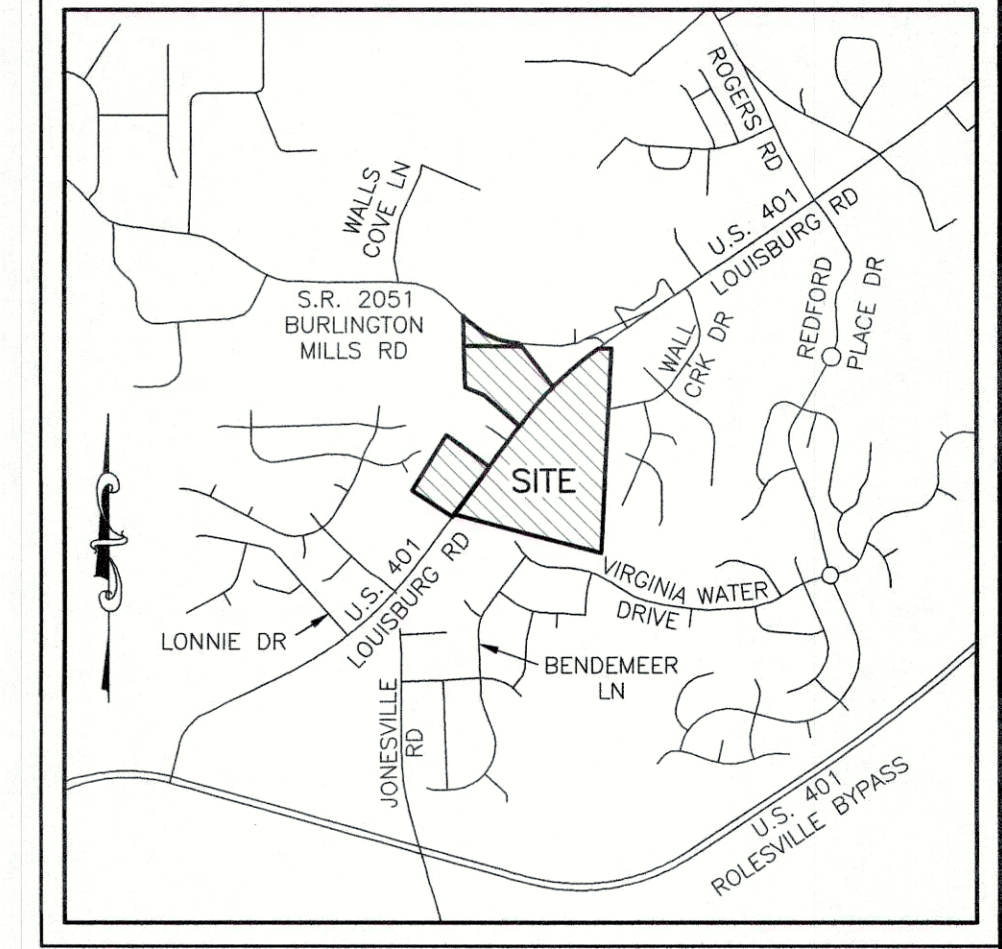 ROGERS
RD
WALLS
COVE LN
U.S. 401
LOUISBURG RD
S.R. 2051
BURLINGTON
MILLS RD
REDFORD
PLACE DR
WALL
CRK DR
SITE
U.S. 401
LOUISBURG RD
VIRGINIA WATER
DRIVE
LONNIE DR
BENDEMEER
LN
JONESVILLE
RD
U.S. 401
ROLESVILLE BYPASS